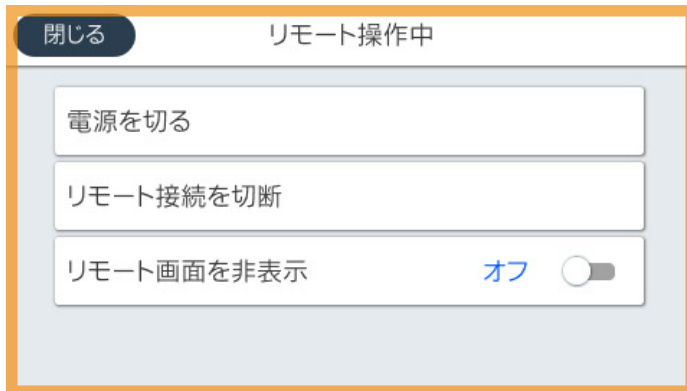 閉じる
リモート操作中
電源を切る
リモート接続を切断
リモート画面を非表示
オフ